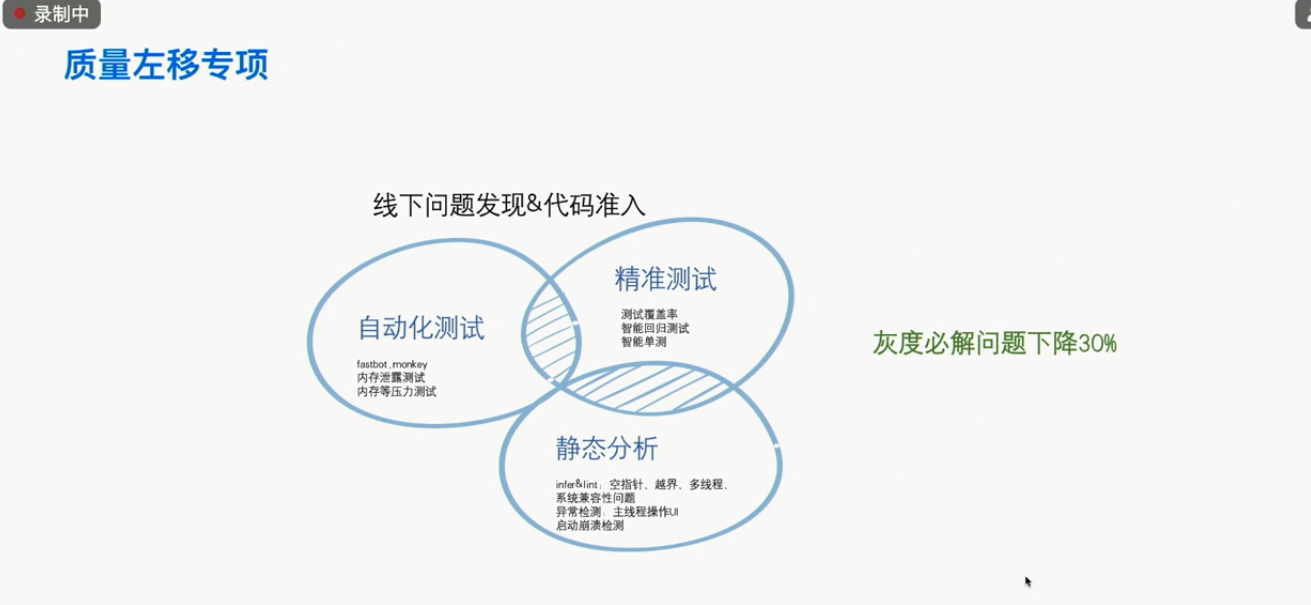 录制中
质量左移专项
线下问题发现&代码准入
精准测试
测试覆盖率
智能回归测试
智能单测
自动化测试
fastbot,monkey
内存泄露测试
内存等压力测试
灰度必解问题下降30%
静态分析
infer&lint：空指针、越界、多线程、
系统兼容性问题
异常检测：主线程操作UI
启动崩溃检测